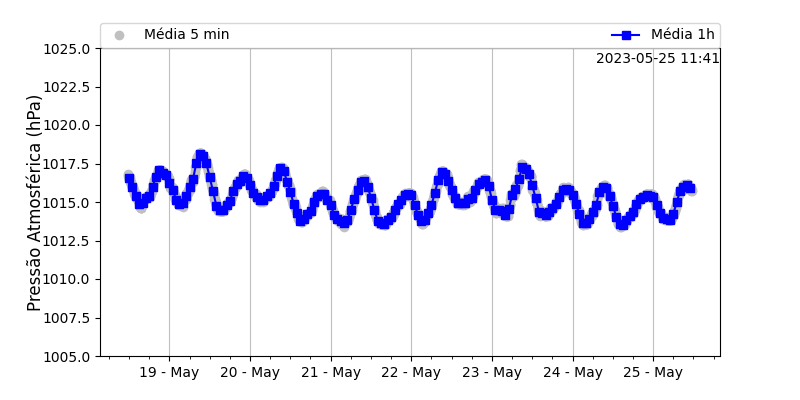 Média 5 min
Média 1h
2023-05-25 11:41
Pressão Atmosférica (hPa)
1025.0
1022.5
1020.0
1017.5
1015.0
1012.5
1010.0
1007.5
1005.0
19 - May
20 - May
21 - May
22 - May
23 - May
24 - May
25 - May